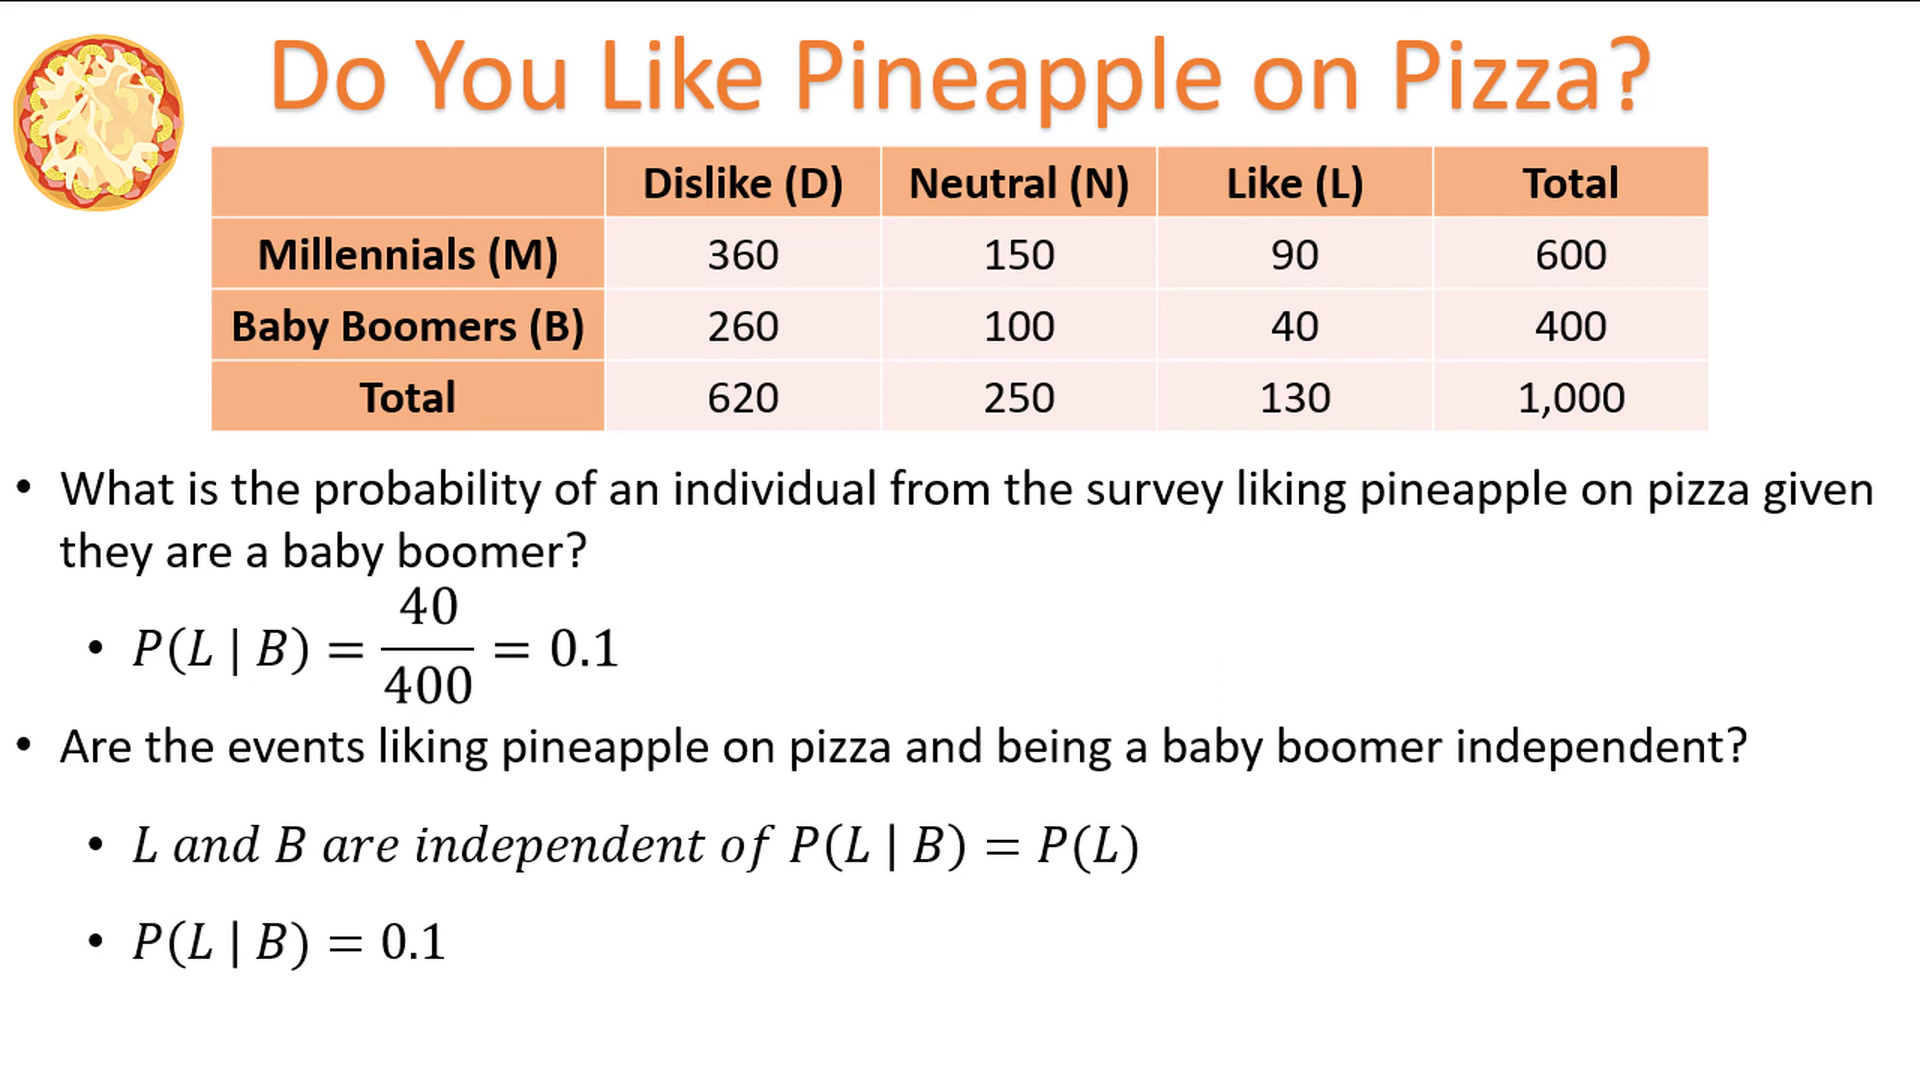 Do You Like Pineapple on Pizza?
Dislike (D) Neutral (N) Like (L) Total
Millennials (M) 360 150 90 600
Baby Boomers (B) 260 100 40 400
Total 620 250 130 1,000
• What is the probability of an individual from the survey liking pineapple on pizza given
they are a baby boomer?
• P(L | B) = 40/400 = 0.1
• Are the events liking pineapple on pizza and being a baby boomer independent?
• L and B are independent of P(L | B) = P(L)
• P(L | B) = 0.1